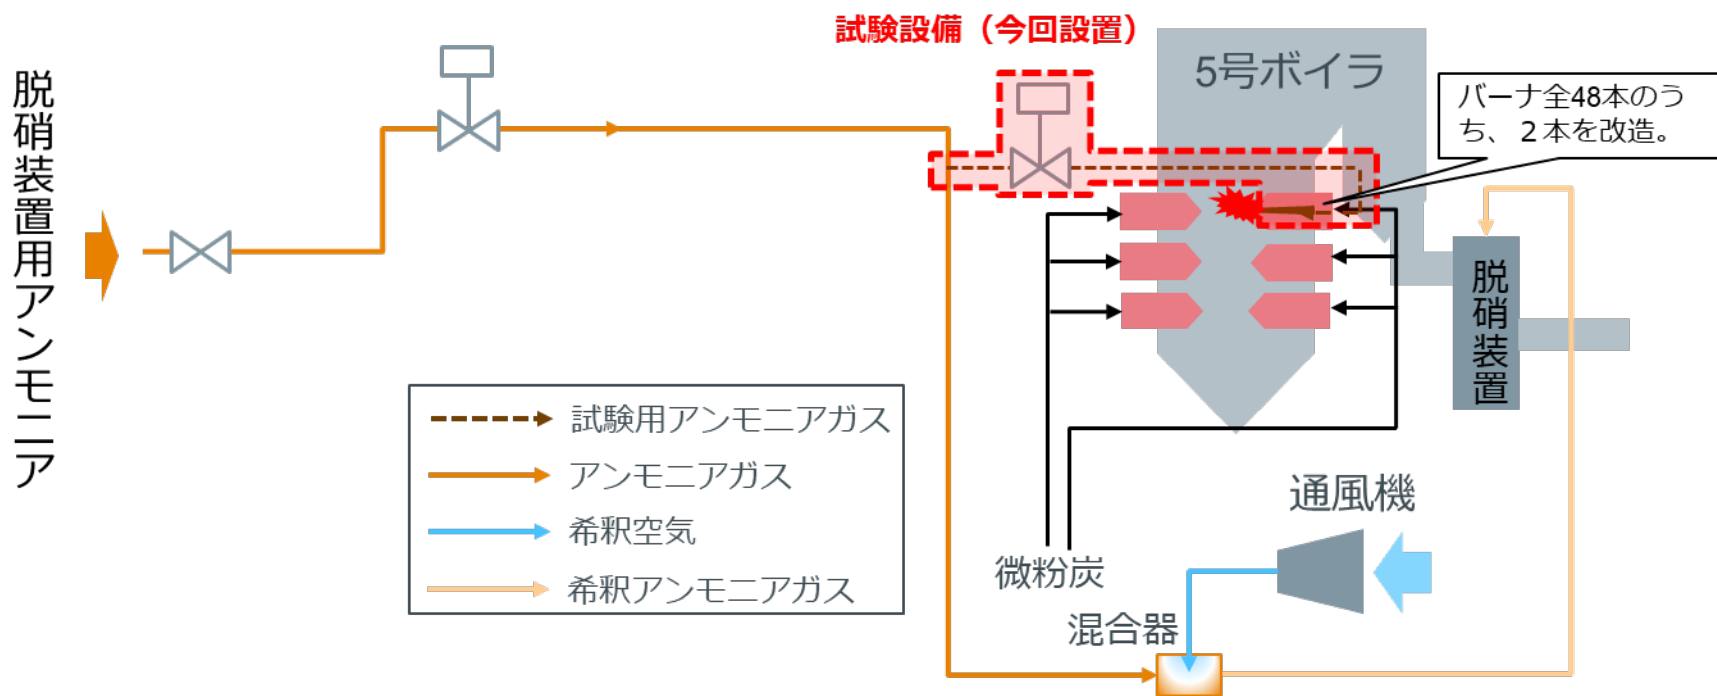 試験設備（今回設置）
5号ボイラ
バーナ全48本のう
ち、２本を改造。
脱硝装置用アンモニア
脱硝装置
試験用アンモニアガス
アンモニアガス
希釈空気
希釈アンモニアガス
通風機
微粉炭
混合器